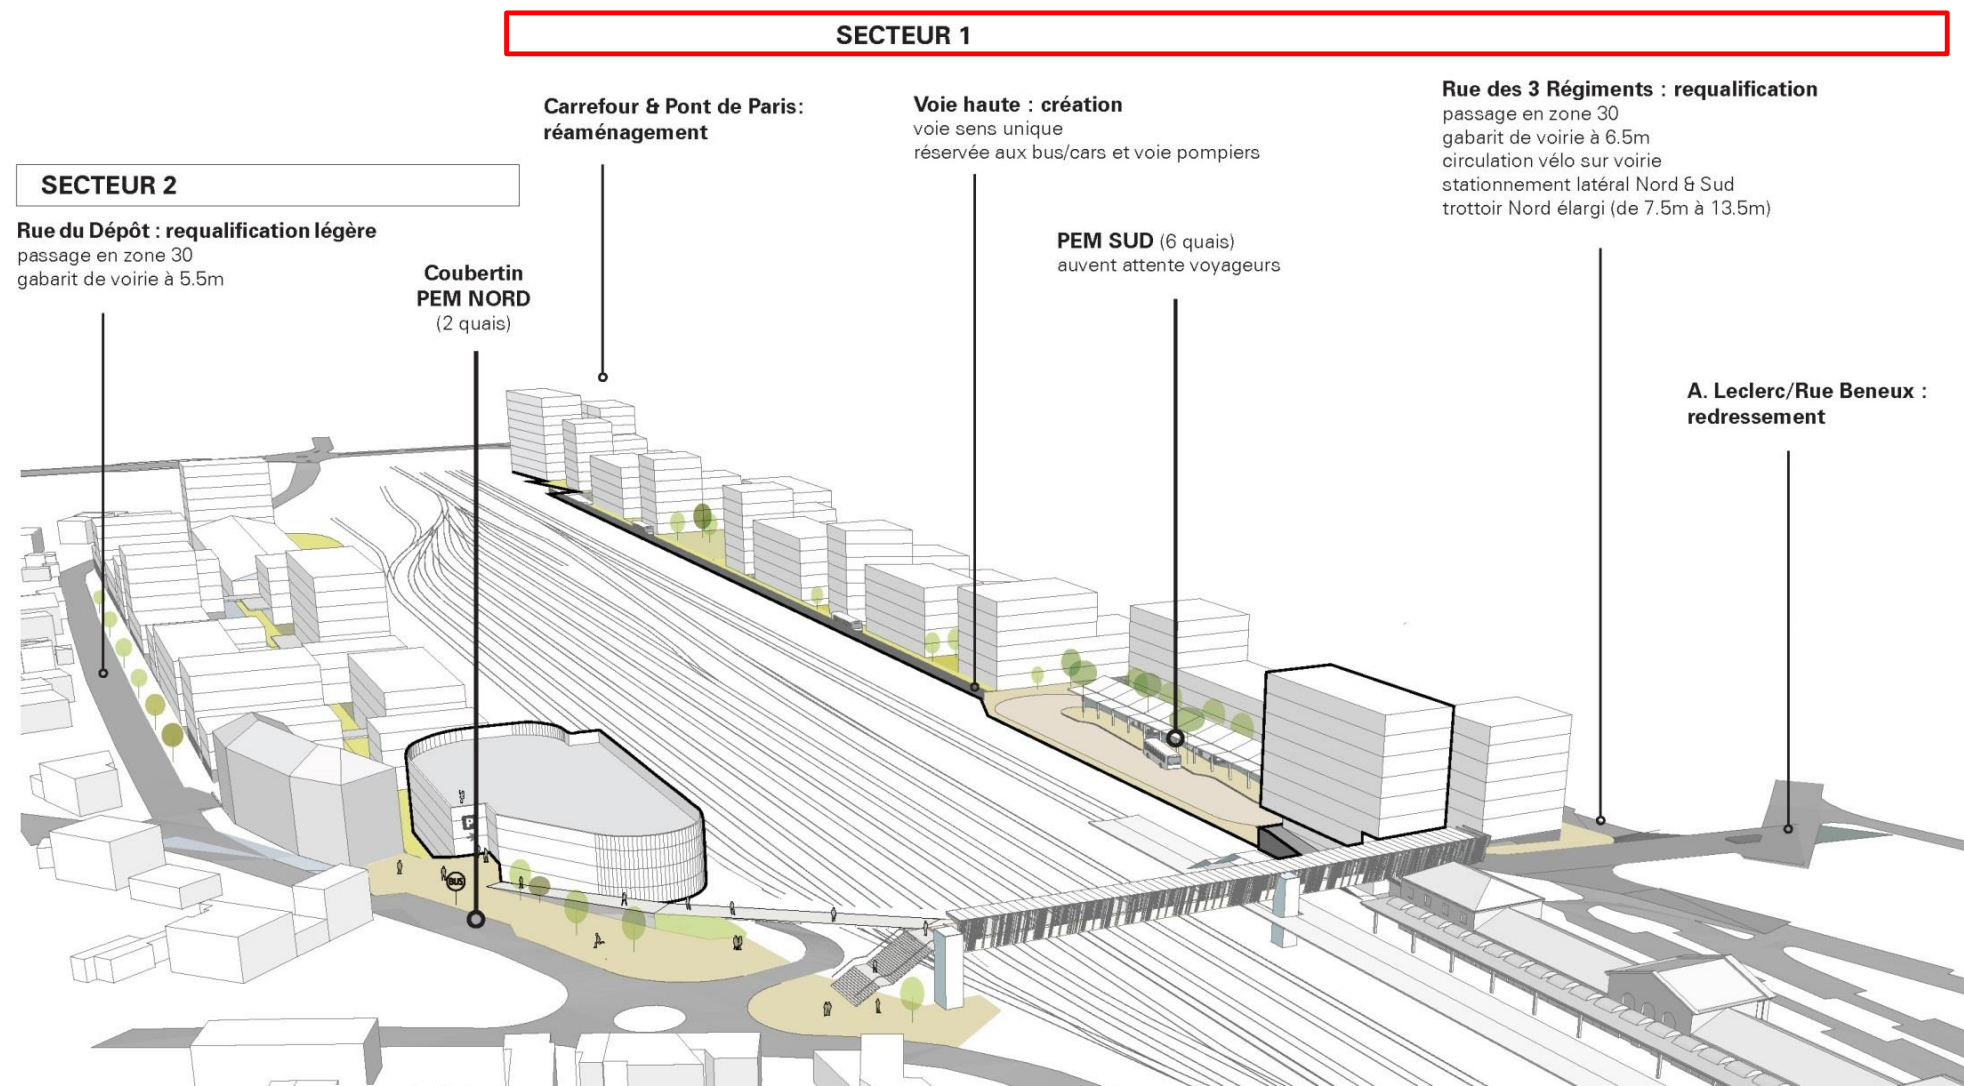 SECTEUR 1
Carrefour & Pont de Paris:
réaménagement
Voie haute : création
voie sens unique
réservée aux bus/cars et voie pompiers
Rue des 3 Régiments : requalification
passage en zone 30
gabarit de voirie à 6.5m
circulation vélo sur voirie
stationnement latéral Nord & Sud
trottoir Nord élargi (de 7.5m à 13.5m)
SECTEUR 2
Rue du Dépôt : requalification légère
passage en zone 30
gabarit de voirie à 5.5m
Coubertin
PEM NORD
(2 quais)
PEM SUD (6 quais)
auvent attente voyageurs
A. Leclerc/Rue Beneux :
redressement
P
BUS